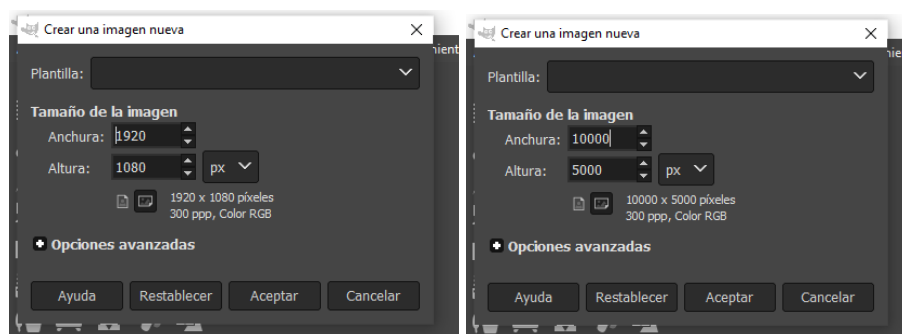 Crear una imagen nueva
Plantilla:
Tamaño de la imagen
Anchura: 1920
Altura: 1080 px
1920 x 1080 píxeles
300 ppp, Color RGB
Opciones avanzadas
Ayuda Restablecer Aceptar Cancelar
Crear una imagen nueva
Plantilla:
Tamaño de la imagen
Anchura: 10000
Altura: 5000 px
10000 x 5000 píxeles
300 ppp, Color RGB
Opciones avanzadas
Ayuda Restablecer Aceptar Cancelar